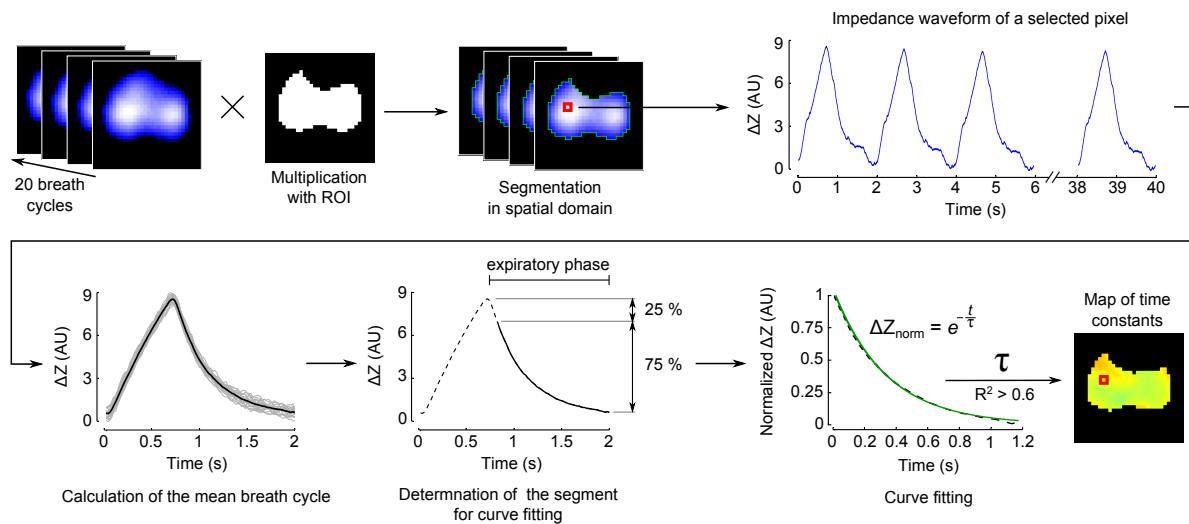 20 breath
cycles
Multiplication
with ROI
Segmentation
in spatial domain
Impedance waveform of a selected pixel
ΔZ (AU)
9
6
3
0
0 1 2 3 4 5 6 38 39 40
Time (s)
ΔZ (AU)
9
6
3
0
0 0.5 1 1.5 2
Time (s)
Calculation of the mean breath cycle
expiratory phase
25 %
75 %
ΔZ (AU)
9
6
3
0
0 0.5 1 1.5 2
Time (s)
Determnation of the segment
for curve fitting
Normalized ΔZ (AU)
1
0.75
0.5
0.25
0
0 0.2 0.4 0.6 0.8 1 1.2
Time (s)
ΔZnorm = e^-t/τ
τ
R² > 0.6
Curve fitting
Map of time
constants